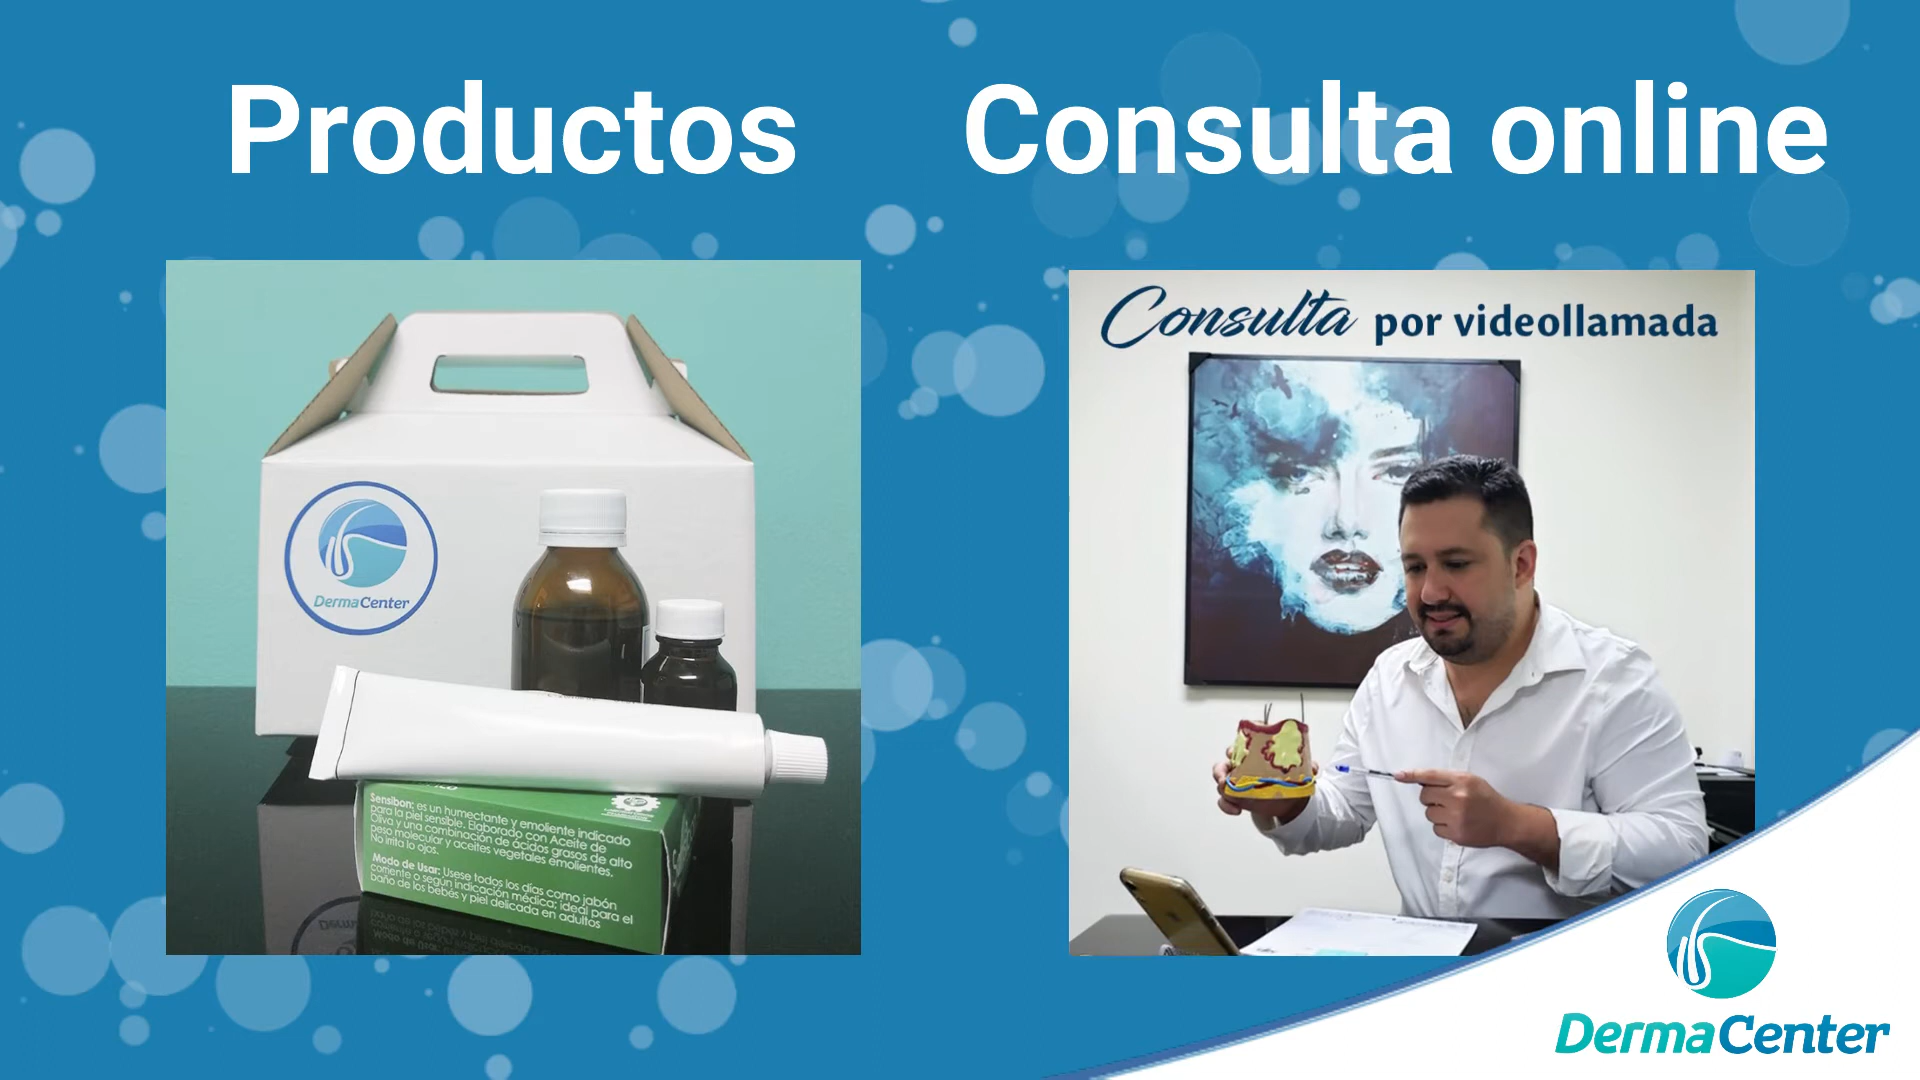 Productos
Consulta online
Consulta por videollamada
DermaCenter
Sensibon: es un humectante y emoliente indicado
para la piel sensible. Elaborado con Aceite de
Oliva y una combinación de ácidos grasos de alto
peso molecular y aceites vegetales emolientes.
No irrita lo ojos.
Modo de Usar: Usese todos los días como jabón
corriente o según indicación médica; ideal para el
baño de los bebés y piel delicada en adultos
DermaCenter